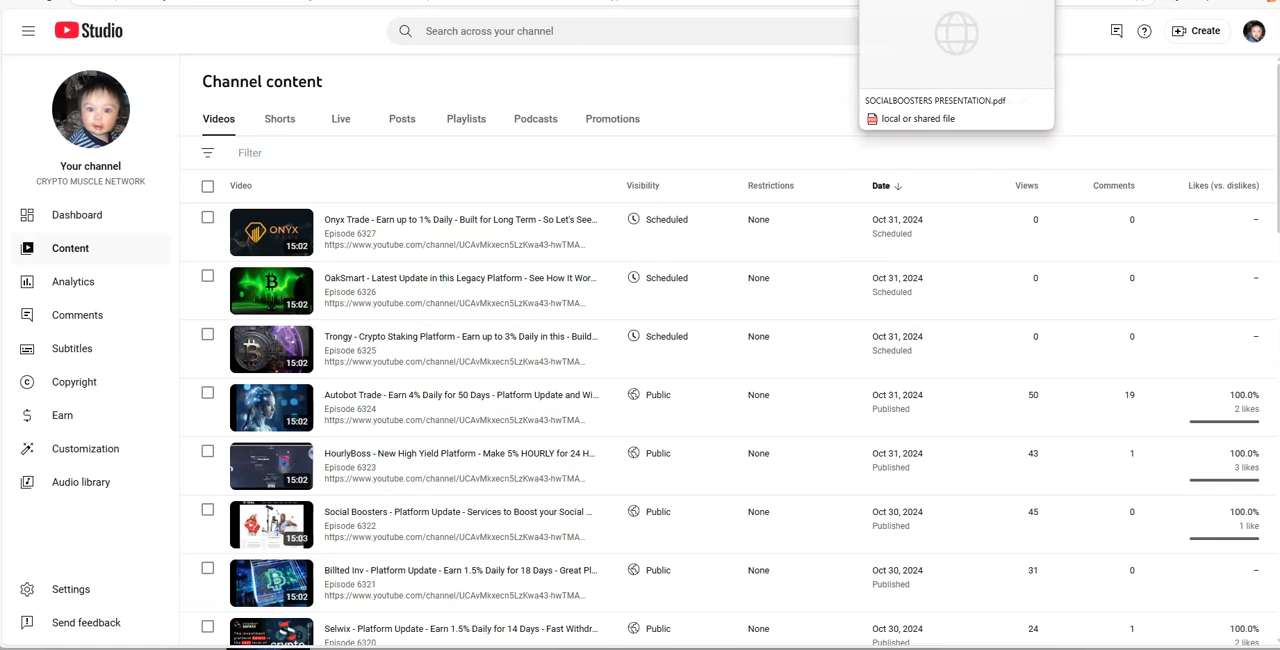 Studio
Search across your channel
Create
SOCIALBOOSTERS PRESENTATION.pdf
local or shared file
Your channel
CRYPTO MUSCLE NETWORK
Dashboard
Content
Analytics
Comments
Subtitles
Copyright
Earn
Customization
Audio library
Settings
Send feedback
Channel content
Videos Shorts Live Posts Playlists Podcasts Promotions
Filter
Video Visibility Restrictions Date Views Comments Likes (vs. dislikes)
ONYX
15:02
Onyx Trade - Earn up to 1% Daily - Built for Long Term - So Let's See...
Episode 6327
https://www.youtube.com/channel/UCAvMkxecn5LzKwa43-hwTMA...
Scheduled None Oct 31, 2024 0 0 –
Scheduled
15:02
OakSmart - Latest Update in this Legacy Platform - See How It Wor...
Episode 6326
https://www.youtube.com/channel/UCAvMkxecn5LzKwa43-hwTMA...
Scheduled None Oct 31, 2024 0 0 –
Scheduled
15:02
Trongy - Crypto Staking Platform - Earn up to 3% Daily in this - Build...
Episode 6325
https://www.youtube.com/channel/UCAvMkxecn5LzKwa43-hwTMA...
Scheduled None Oct 31, 2024 0 0 –
Scheduled
15:02
Autobot Trade - Earn 4% Daily for 50 Days - Platform Update and Wi...
Episode 6324
https://www.youtube.com/channel/UCAvMkxecn5LzKwa43-hwTMA...
Public None Oct 31, 2024 50 19 100.0%
Published 2 likes
15:02
HourlyBoss - New High Yield Platform - Make 5% HOURLY for 24 H...
Episode 6323
https://www.youtube.com/channel/UCAvMkxecn5LzKwa43-hwTMA...
Public None Oct 31, 2024 43 1 100.0%
Published 3 likes
15:03
Social Boosters - Platform Update - Services to Boost your Social ...
Episode 6322
https://www.youtube.com/channel/UCAvMkxecn5LzKwa43-hwTMA...
Public None Oct 30, 2024 45 0 100.0%
Published 1 like
15:02
Billted Inv - Platform Update - Earn 1.5% Daily for 18 Days - Great Pl...
Episode 6321
https://www.youtube.com/channel/UCAvMkxecn5LzKwa43-hwTMA...
Public None Oct 30, 2024 31 0 –
Published
15:02
Selwix - Platform Update - Earn 1.5% Daily for 14 Days - Fast Withdr...
Episode 6320
Public None Oct 30, 2024 24 1 100.0%
Published 2 likes